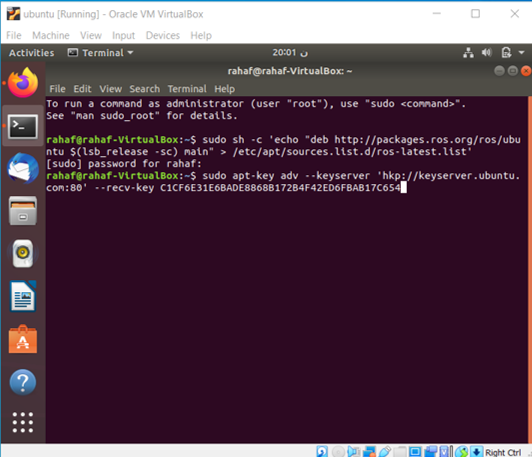 ubuntu [Running] - Oracle VM VirtualBox
File Machine View Input Devices Help
Activities Terminal 20:01 ن
rahaf@rahaf-VirtualBox: ~
File Edit View Search Terminal Help
To run a command as administrator (user "root"), use "sudo <command>".
See "man sudo_root" for details.
rahaf@rahaf-VirtualBox:~$ sudo sh -c 'echo "deb http://packages.ros.org/ros/ubu
ntu $(lsb_release -sc) main" > /etc/apt/sources.list.d/ros-latest.list'
[sudo] password for rahaf:
rahaf@rahaf-VirtualBox:~$ sudo apt-key adv --keyserver 'hkp://keyserver.ubuntu.
com:80' --recv-key C1CF6E31E6BADE8868B172B4F42ED6FBAB17C654
Right Ctrl